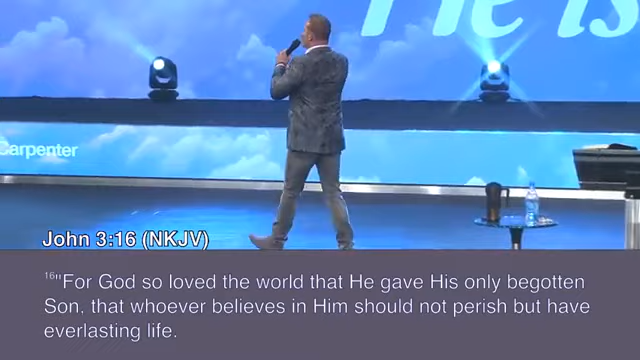 He is
Carpenter
John 3:16 (NKJV)
16"For God so loved the world that He gave His only begotten
Son, that whoever believes in Him should not perish but have
everlasting life.